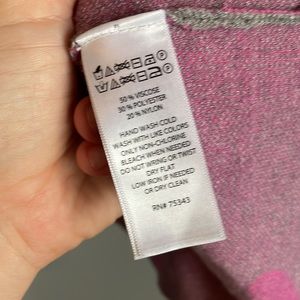 50 % VISCOSE
30 % POLYESTER
20 % NYLON
HAND WASH COLD
WASH WITH LIKE COLORS
ONLY NON-CHLORINE
BLEACH WHEN NEEDED
DO NOT WRING OR TWIST
DRY FLAT
LOW IRON IF NEEDED
OR DRY CLEAN
RN# 75343